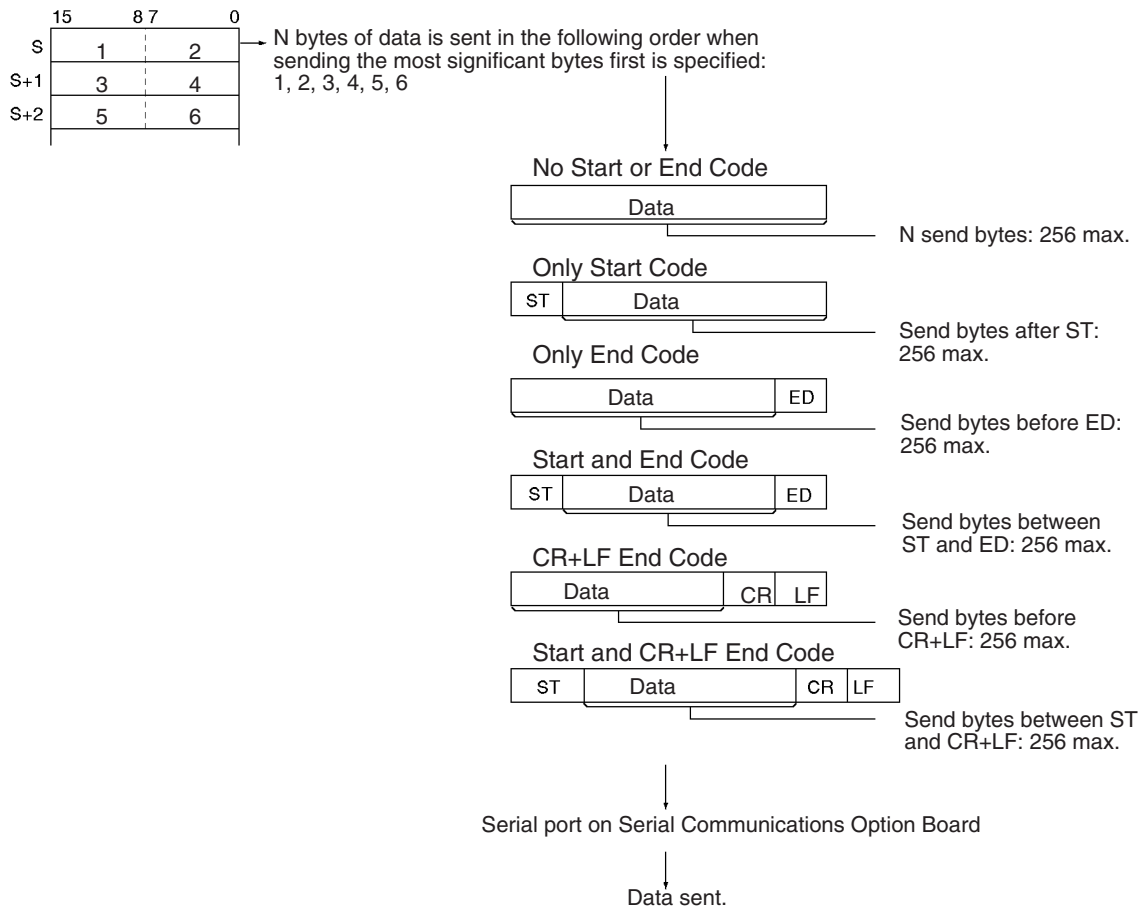 15 8 7 0
S 1 2
S+1 3 4
S+2 5 6
N bytes of data is sent in the following order when
sending the most significant bytes first is specified:
1, 2, 3, 4, 5, 6
No Start or End Code
Data
N send bytes: 256 max.
Only Start Code
ST Data
Send bytes after ST:
256 max.
Only End Code
Data ED
Send bytes before ED:
256 max.
Start and End Code
ST Data ED
Send bytes between
ST and ED: 256 max.
CR+LF End Code
Data CR LF
Send bytes before
CR+LF: 256 max.
Start and CR+LF End Code
ST Data CR LF
Send bytes between ST
and CR+LF: 256 max.
Serial port on Serial Communications Option Board
Data sent.